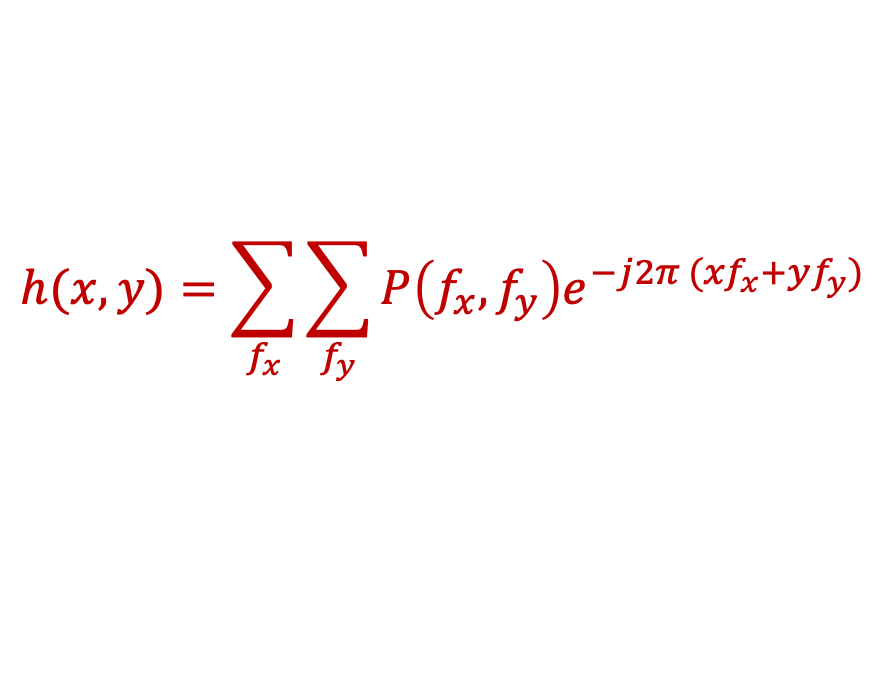 h(x, y) = ∑_{f_x} ∑_{f_y} P(f_x, f_y)e^{−j2π (xf_x+yf_y)}